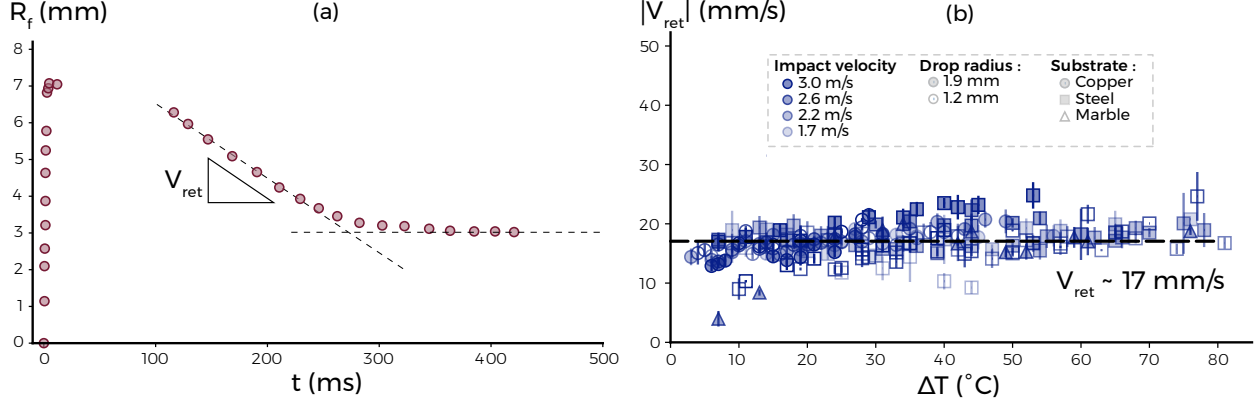 R_f (mm)
(a)
8
7
6
5
4
3
2
1
0
V_ret
0
100
200
300
400
500
t (ms)
|V_ret| (mm/s)
(b)
50
40
30
20
10
0
Impact velocity
3.0 m/s
2.6 m/s
2.2 m/s
1.7 m/s
Drop radius :
1.9 mm
1.2 mm
Substrate :
Copper
Steel
Marble
V_ret ~ 17 mm/s
0
10
20
30
40
50
60
70
80
ΔT (˚C)